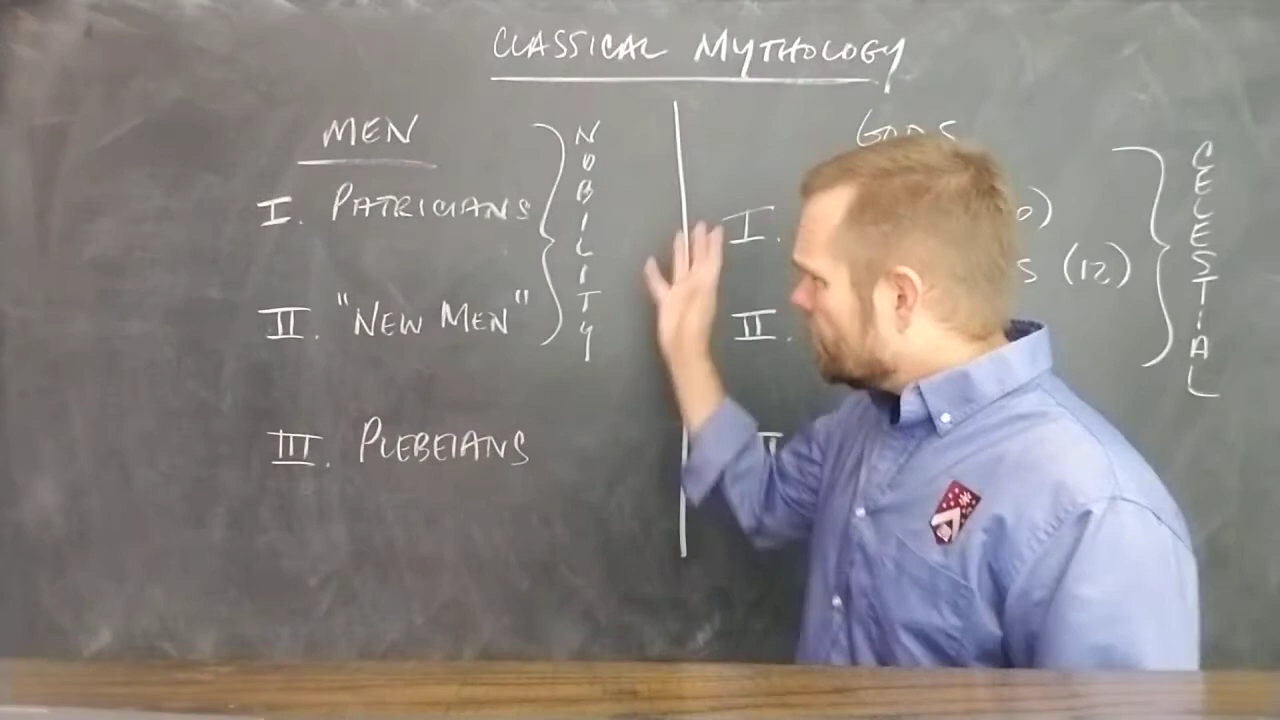 CLASSICAL MYTHOLOGY
MEN
I. PATRICIANS
II. "NEW MEN"
III. PLEBEIANS
NOBILITY
GODS
I.
II.
S (12)
CELESTIAL